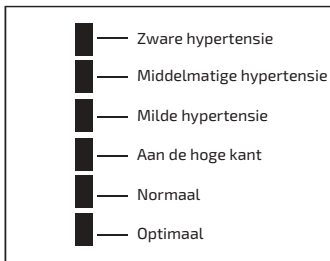 Zware hypertensie
Middelmatige hypertensie
Milde hypertensie
Aan de hoge kant
Normaal
Optimaal